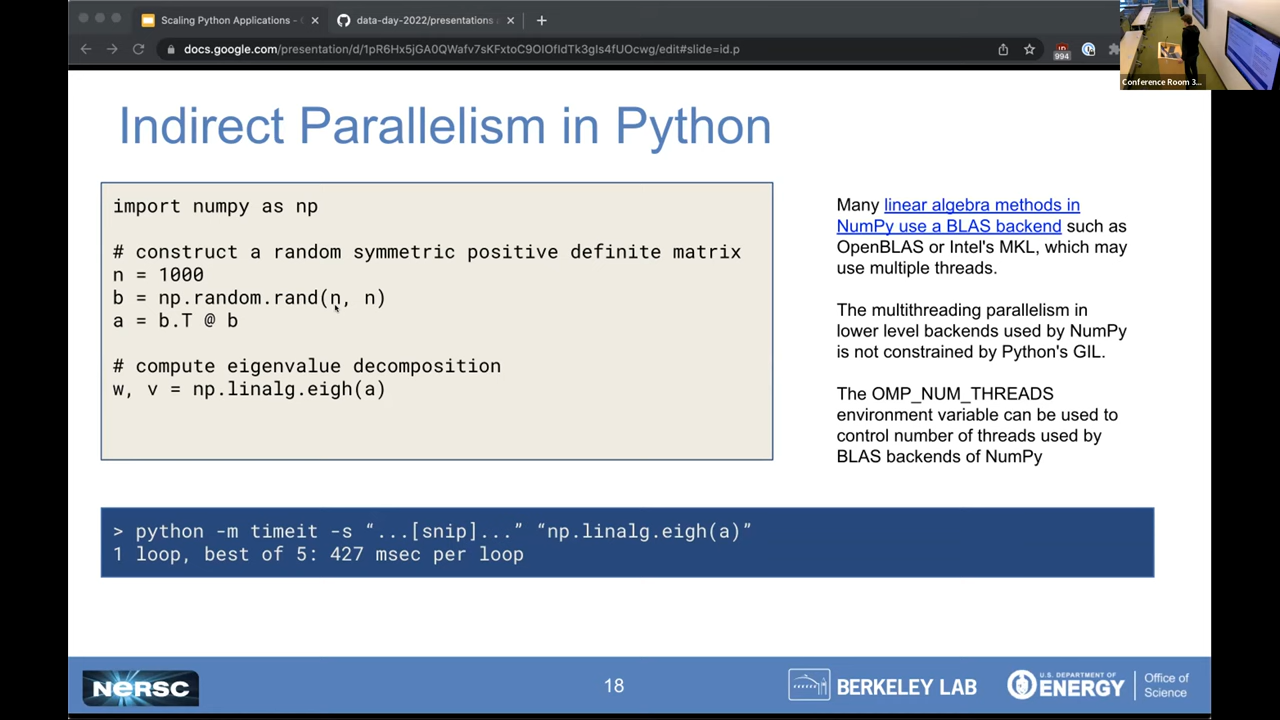 Scaling Python Applications -
data-day-2022/presentations
docs.google.com/presentation/d/1pR6Hx5jGA0QWafv7sKFxtoC9OIOfIdTk3gIs4fUOcwg/edit#slide=id.p
994
Conference Room 3...
Indirect Parallelism in Python
import numpy as np
# construct a random symmetric positive definite matrix
n = 1000
b = np.random.rand(n, n)
a = b.T @ b
# compute eigenvalue decomposition
w, v = np.linalg.eigh(a)
Many linear algebra methods in
NumPy use a BLAS backend such as
OpenBLAS or Intel's MKL, which may
use multiple threads.
The multithreading parallelism in
lower level backends used by NumPy
is not constrained by Python's GIL.
The OMP_NUM_THREADS
environment variable can be used to
control number of threads used by
BLAS backends of NumPy
> python -m timeit -s “...[snip]...” “np.linalg.eigh(a)”
1 loop, best of 5: 427 msec per loop
NERSC
18
BERKELEY LAB
U.S. DEPARTMENT OF
ENERGY
Office of
Science